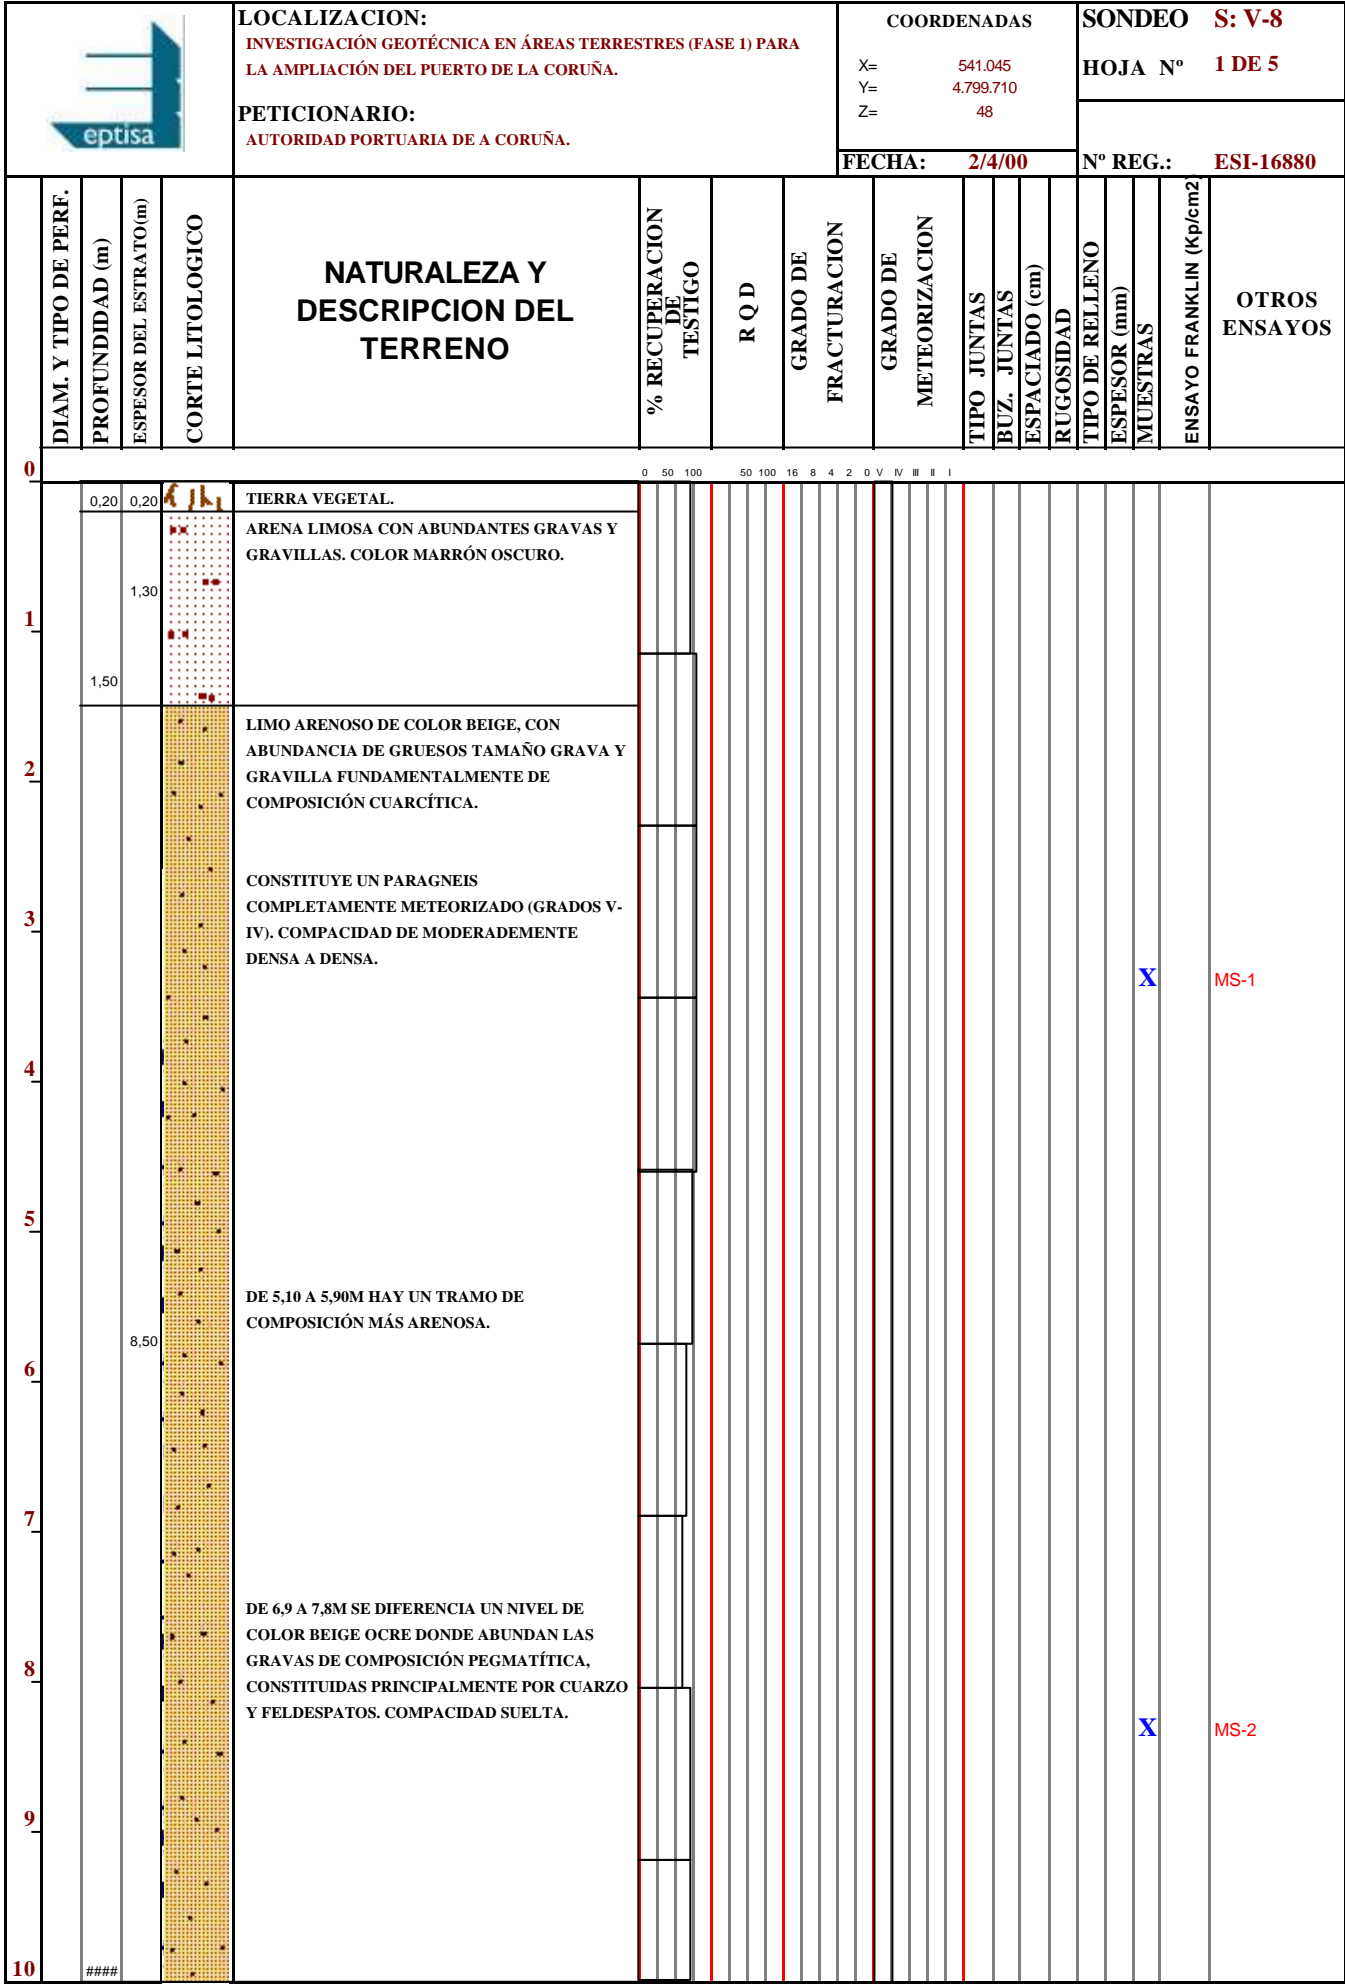 eptisa
LOCALIZACION:
INVESTIGACIÓN GEOTÉCNICA EN ÁREAS TERRESTRES (FASE 1) PARA
LA AMPLIACIÓN DEL PUERTO DE LA CORUÑA.
PETICIONARIO:
AUTORIDAD PORTUARIA DE A CORUÑA.
COORDENADAS
X= 541.045
Y= 4.799.710
Z= 48
FECHA: 2/4/00
SONDEO S: V-8
HOJA Nº 1 DE 5
Nº REG.: ESI-16880
DIAM. Y TIPO DE PERF.
PROFUNDIDAD (m)
ESPESOR DEL ESTRATO(m)
CORTE LITOLOGICO
NATURALEZA Y
DESCRIPCION DEL
TERRENO
% RECUPERACION
DE
TESTIGO
R Q D
GRADO DE
FRACTURACION
GRADO DE
METEORIZACION
TIPO JUNTAS
BUZ. JUNTAS
ESPACIADO (cm)
RUGOSIDAD
TIPO DE RELLENO
ESPESOR (mm)
MUESTRAS
ENSAYO FRANKLIN (Kp/cm2)
OTROS
ENSAYOS
0
0 50 100 50 100 16 8 4 2 0 V IV III II I
0,20 0,20 TIERRA VEGETAL.
ARENA LIMOSA CON ABUNDANTES GRAVAS Y
GRAVILLAS. COLOR MARRÓN OSCURO.
1,30
1
1,50
LIMO ARENOSO DE COLOR BEIGE, CON
ABUNDANCIA DE GRUESOS TAMAÑO GRAVA Y
2
GRAVILLA FUNDAMENTALMENTE DE
COMPOSICIÓN CUARCÍTICA.
CONSTITUYE UN PARAGNEIS
COMPLETAMENTE METEORIZADO (GRADOS V-
3
IV). COMPACIDAD DE MODERADEMENTE
DENSA A DENSA.
X MS-1
4
5
DE 5,10 A 5,90M HAY UN TRAMO DE
COMPOSICIÓN MÁS ARENOSA.
8,50
6
7
DE 6,9 A 7,8M SE DIFERENCIA UN NIVEL DE
COLOR BEIGE OCRE DONDE ABUNDAN LAS
GRAVAS DE COMPOSICIÓN PEGMATÍTICA,
8
CONSTITUIDAS PRINCIPALMENTE POR CUARZO
Y FELDESPATOS. COMPACIDAD SUELTA.
X MS-2
9
10 ####